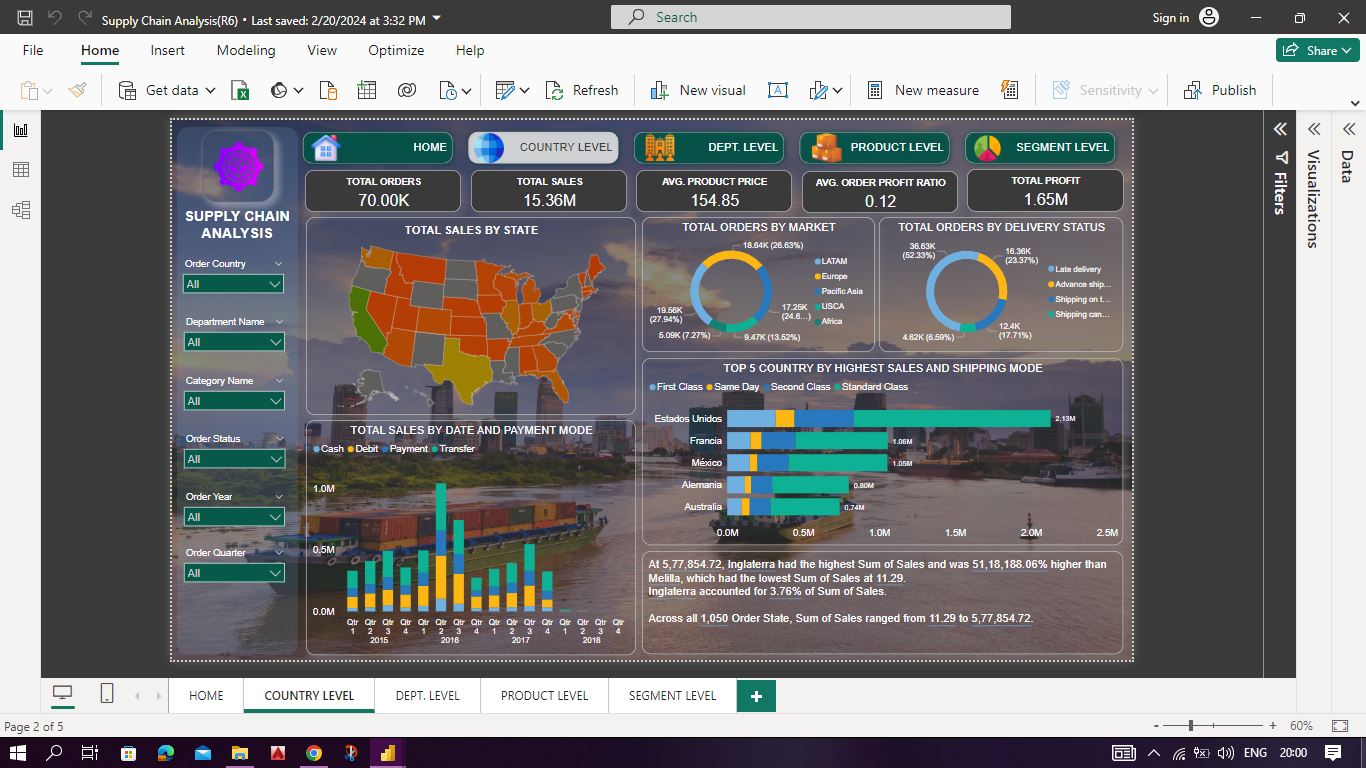 Supply Chain Analysis(R6) • Last saved: 2/20/2024 at 3:32 PM
Search
Sign in
File Home Insert Modeling View Optimize Help
Share
Get data
Refresh
New visual
New measure
Sensitivity
Publish
HOME
COUNTRY LEVEL
DEPT. LEVEL
PRODUCT LEVEL
SEGMENT LEVEL
SUPPLY CHAIN
ANALYSIS
Order Country
All
Department Name
All
Category Name
All
Order Status
All
Order Year
All
Order Quarter
All
TOTAL ORDERS
70.00K
TOTAL SALES
15.36M
AVG. PRODUCT PRICE
154.85
AVG. ORDER PROFIT RATIO
0.12
TOTAL PROFIT
1.65M
TOTAL SALES BY STATE
TOTAL ORDERS BY MARKET
18.64K (26.63%)
17.25K
(24.6...)
9.47K (13.52%)
5.09K (7.27%)
19.56K
(27.94%)
LATAM
Europe
Pacific Asia
USCA
Africa
TOTAL ORDERS BY DELIVERY STATUS
36.63K
(52.33%)
16.36K
(23.37%)
12.4K
(17.71%)
4.62K (6.59%)
Late delivery
Advance ship...
Shipping on t...
Shipping can...
TOTAL SALES BY DATE AND PAYMENT MODE
Cash Debit Payment Transfer
1.0M
0.5M
0.0M
Qtr Qtr Qtr Qtr Qtr Qtr Qtr Qtr Qtr Qtr Qtr Qtr Qtr Qtr Qtr Qtr
1 2 3 4 1 2 3 4 1 2 3 4 1 2 3 4
2015 2016 2017 2018
TOP 5 COUNTRY BY HIGHEST SALES AND SHIPPING MODE
First Class Same Day Second Class Standard Class
Estados Unidos 2.13M
Francia 1.06M
México 1.05M
Alemania 0.80M
Australia 0.74M
0.0M 0.5M 1.0M 1.5M 2.0M 2.5M
At 5,77,854.72, Inglaterra had the highest Sum of Sales and was 51,18,188.06% higher than
Melilla, which had the lowest Sum of Sales at 11.29.
Inglaterra accounted for 3.76% of Sum of Sales.
Across all 1,050 Order State, Sum of Sales ranged from 11.29 to 5,77,854.72.
Filters
Visualizations
Data
HOME COUNTRY LEVEL DEPT. LEVEL PRODUCT LEVEL SEGMENT LEVEL
Page 2 of 5
- + 60%
ENG 20:00